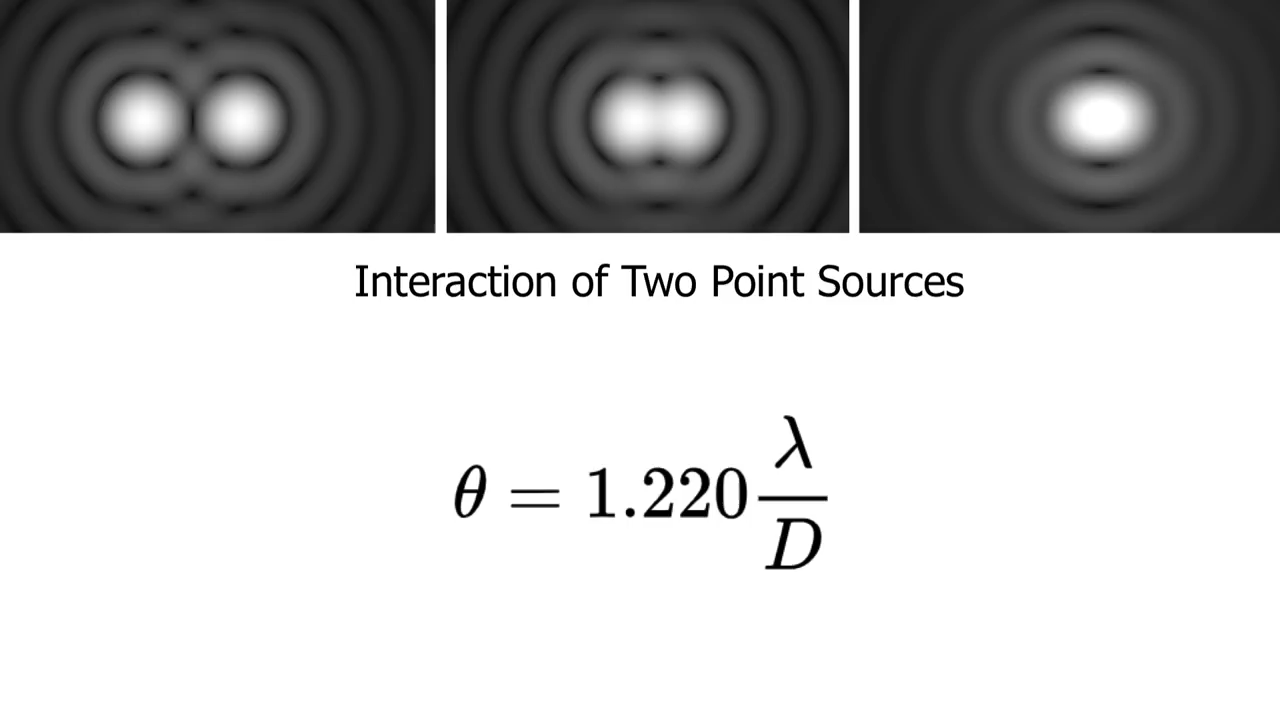 Interaction of Two Point Sources
θ = 1.220 λ/D